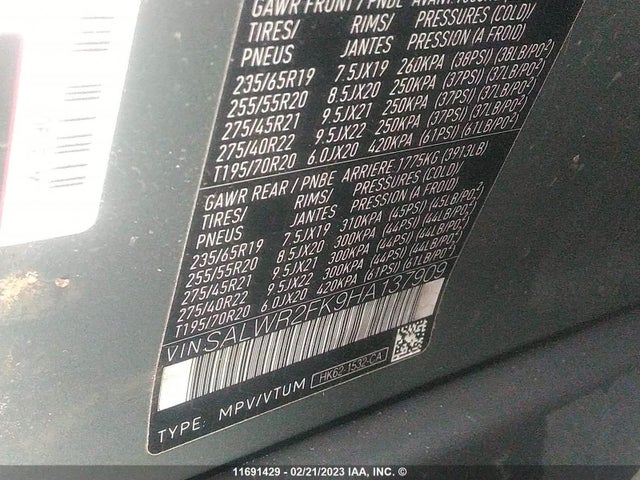 GAWR FRONT / PNBE AVANT
TIRES/ RIMS/ PRESSURES (COLD)/
PNEUS JANTES PRESSION (A FROID)
235/65R19 7.5JX19 260KPA (38PSI) (38LB/PO²)
255/55R20 8.5JX20 250KPA (37PSI) (37LB/PO²)
275/45R21 9.5JX21 250KPA (37PSI) (37LB/PO²)
275/40R22 9.5JX22 250KPA (37PSI) (37LB/PO²)
T195/70R20 6.0JX20 420KPA (61PSI) (61LB/PO²)
GAWR REAR / PNBE ARRIERE 1775KG (3913LB)
TIRES/ RIMS/ PRESSURES (COLD)/
PNEUS JANTES PRESSION (A FROID)
235/65R19 7.5JX19 310KPA (45PSI) (45LB/PO²)
255/55R20 8.5JX20 300KPA (44PSI) (44LB/PO²)
275/45R21 9.5JX21 300KPA (44PSI) (44LB/PO²)
275/40R22 9.5JX22 300KPA (44PSI) (44LB/PO²)
T195/70R20 6.0JX20 420KPA (61PSI) (61LB/PO²)
VIN SALWR2FK9HA137909
TYPE: MPV/VTUM HK62-1532-CA
11691429 - 02/21/2023 IAA, INC. ©